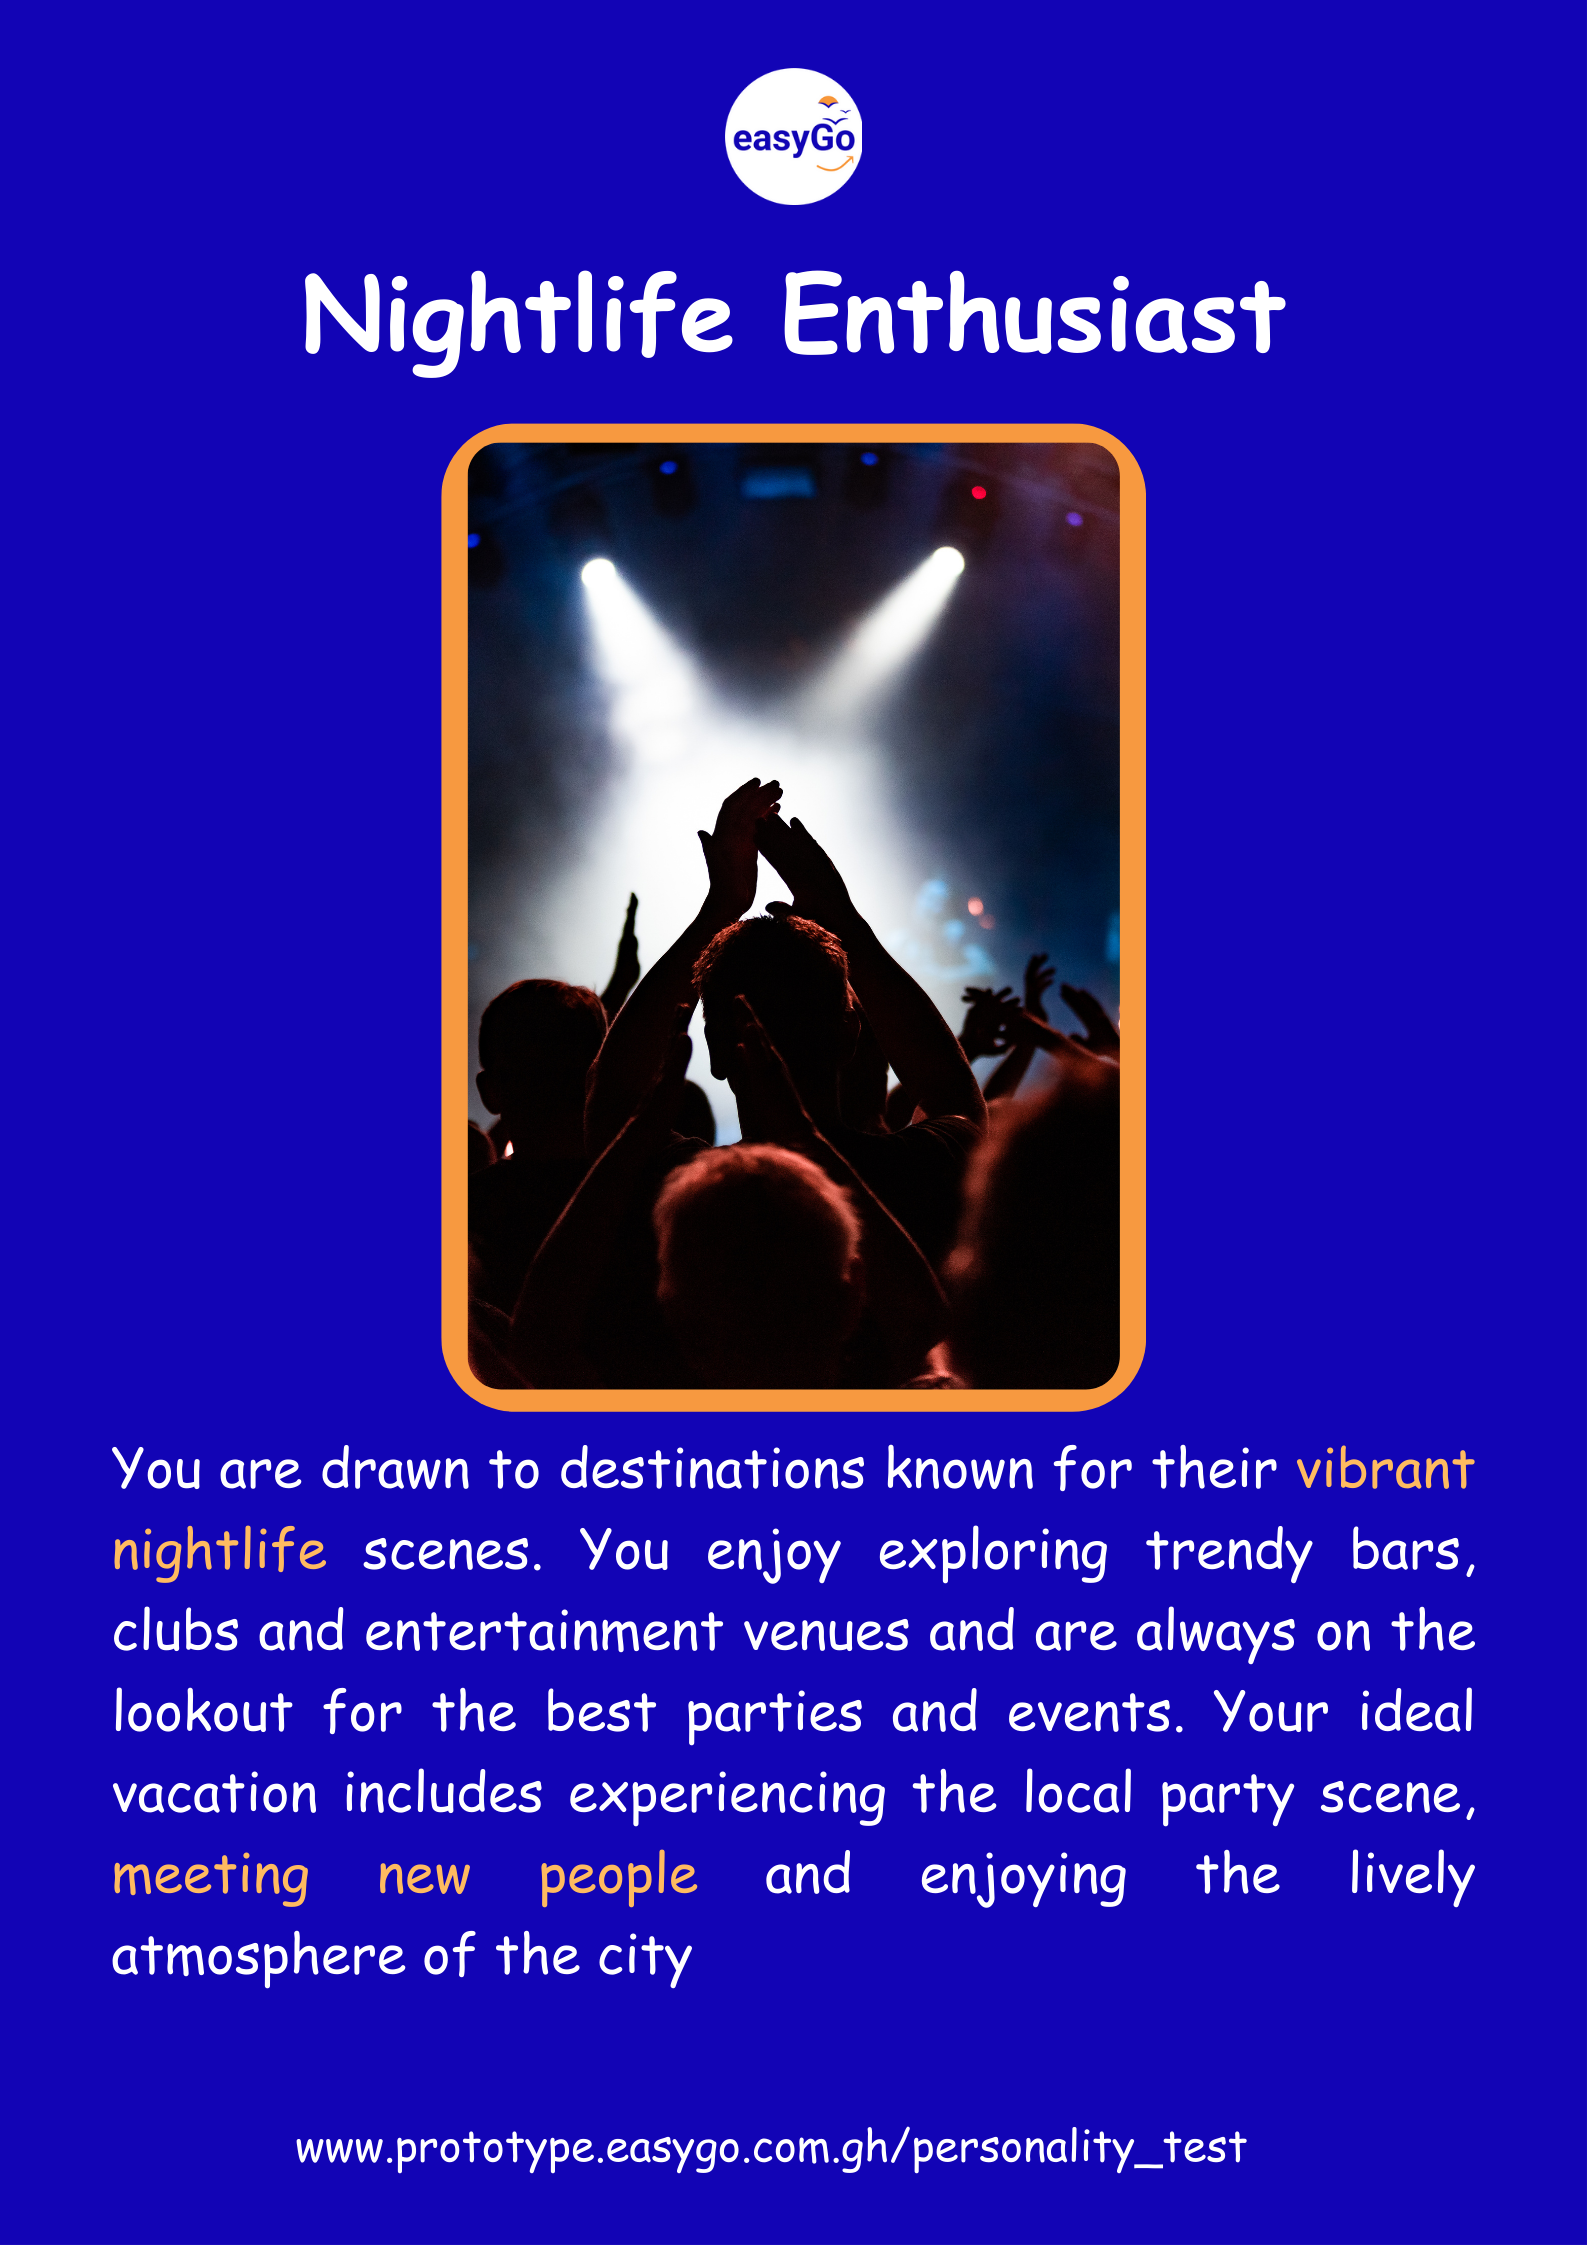 easyGo
Nightlife Enthusiast
You are drawn to destinations known for their vibrant
nightlife scenes. You enjoy exploring trendy bars,
clubs and entertainment venues and are always on the
lookout for the best parties and events. Your ideal
vacation includes experiencing the local party scene,
meeting new people and enjoying the lively
atmosphere of the city
www.prototype.easygo.com.gh/personality_test